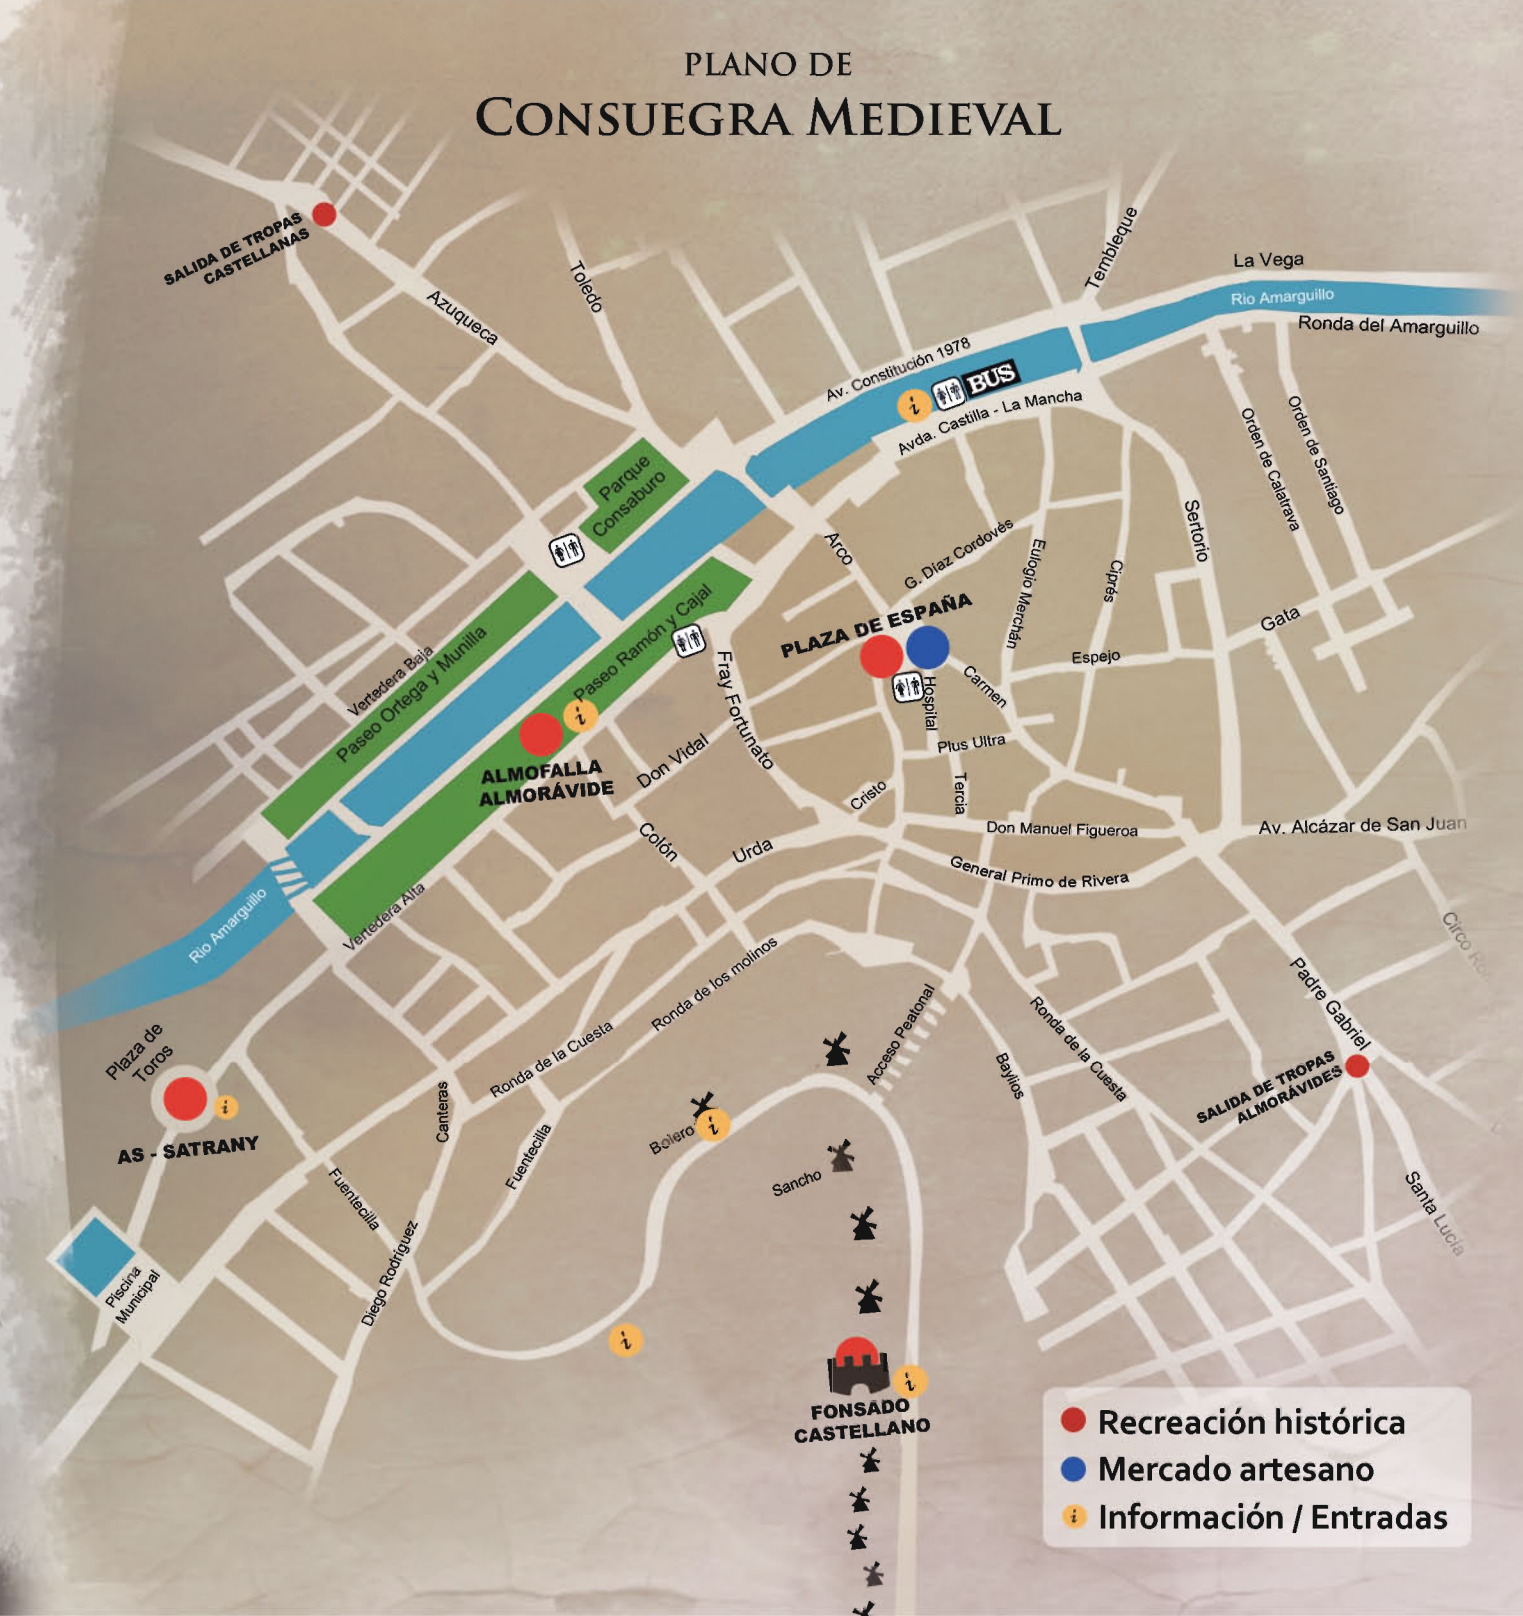 PLANO DE
CONSUEGRA MEDIEVAL
SALIDA DE TROPAS
CASTELLANAS
Azuqueca
Toledo
Tembleque
La Vega
Rio Amarguillo
Ronda del Amarguillo
Av. Constitución 1978
BUS
Avda. Castilla - La Mancha
Orden de Calatrava
Orden de Santiago
Parque
Consaburo
Arco
G. Díaz Cordovés
Eulogio Merchán
Ciprés
Sertorio
Gata
Espejo
PLAZA DE ESPAÑA
Carmen
Hospital
Plus Ultra
Tercia
Cristo
Vertedera Baja
Paseo Ortega y Munilla
Paseo Ramón y Cajal
Fray Fortunato
Don Vidal
ALMOFALLA
ALMORÁVIDE
Colón
Urda
Don Manuel Figueroa
General Primo de Rivera
Av. Alcázar de San Juan
Circo
Vertedera Alta
Rio Amarguillo
Plaza de
Toros
AS - SATRANY
Piscina
Municipal
Ronda de los molinos
Ronda de la Cuesta
Canteras
Fuentecilla
Fuentecilla
Diego Rodríguez
Bolero
Sancho
Acceso Peatonal
Baylios
Ronda de la Cuesta
Padre Gabriel
SALIDA DE TROPAS
ALMORÁVIDES
Santa Lucía
FONSADO
CASTELLANO
Recreación histórica
Mercado artesano
i Información / Entradas